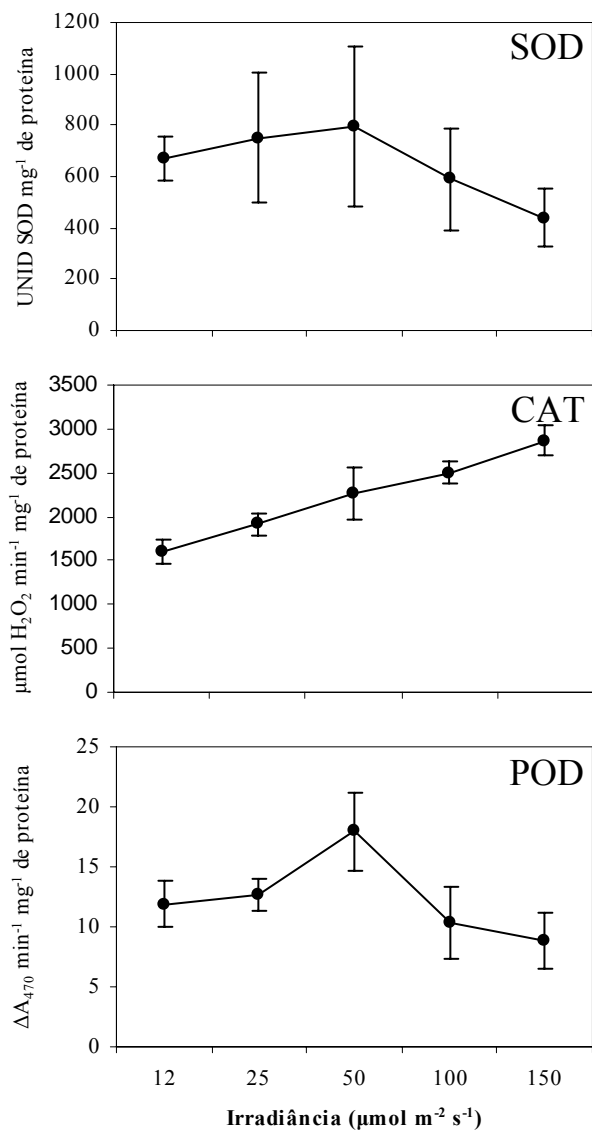 SOD
UNID SOD mg⁻¹ de proteína
1200
1000
800
600
400
200
0
CAT
µmol H₂O₂ min⁻¹ mg⁻¹ de proteína
3500
3000
2500
2000
1500
1000
500
0
POD
ΔA₄₇₀ min⁻¹ mg⁻¹ de proteína
25
20
15
10
5
0
12 25 50 100 150
Irradiância (µmol m⁻² s⁻¹)